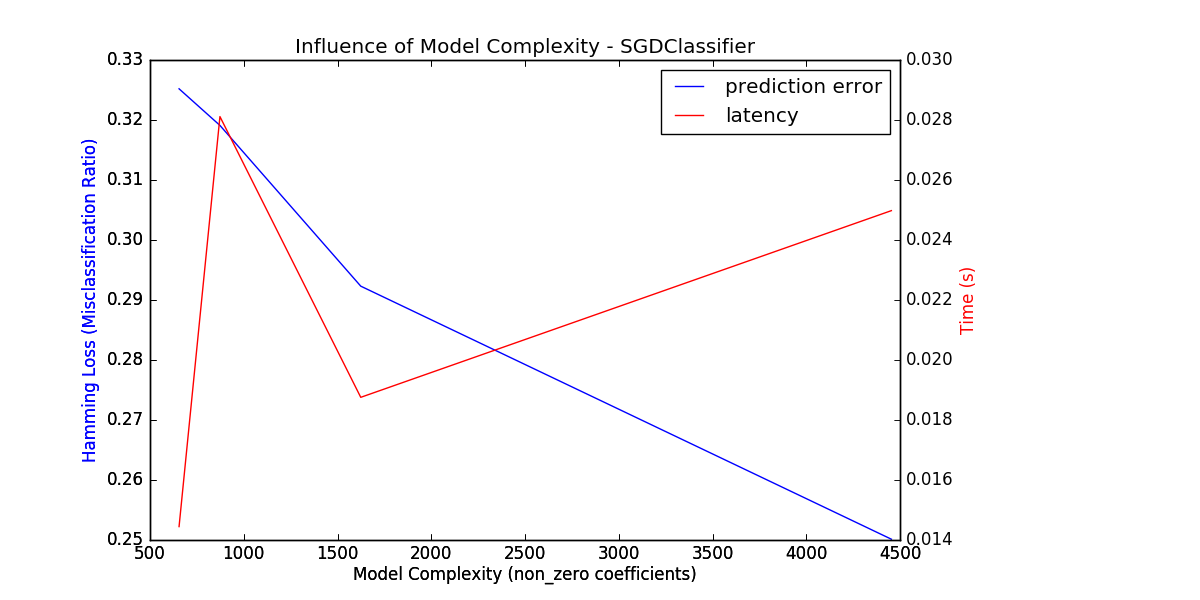 Influence of Model Complexity - SGDClassifier
prediction error
latency
0.33
0.32
0.31
0.30
0.29
0.28
0.27
0.26
0.25
Hamming Loss (Misclassification Ratio)
0.030
0.028
0.026
0.024
0.022
0.020
0.018
0.016
0.014
Time (s)
500 1000 1500 2000 2500 3000 3500 4000 4500
Model Complexity (non_zero coefficients)